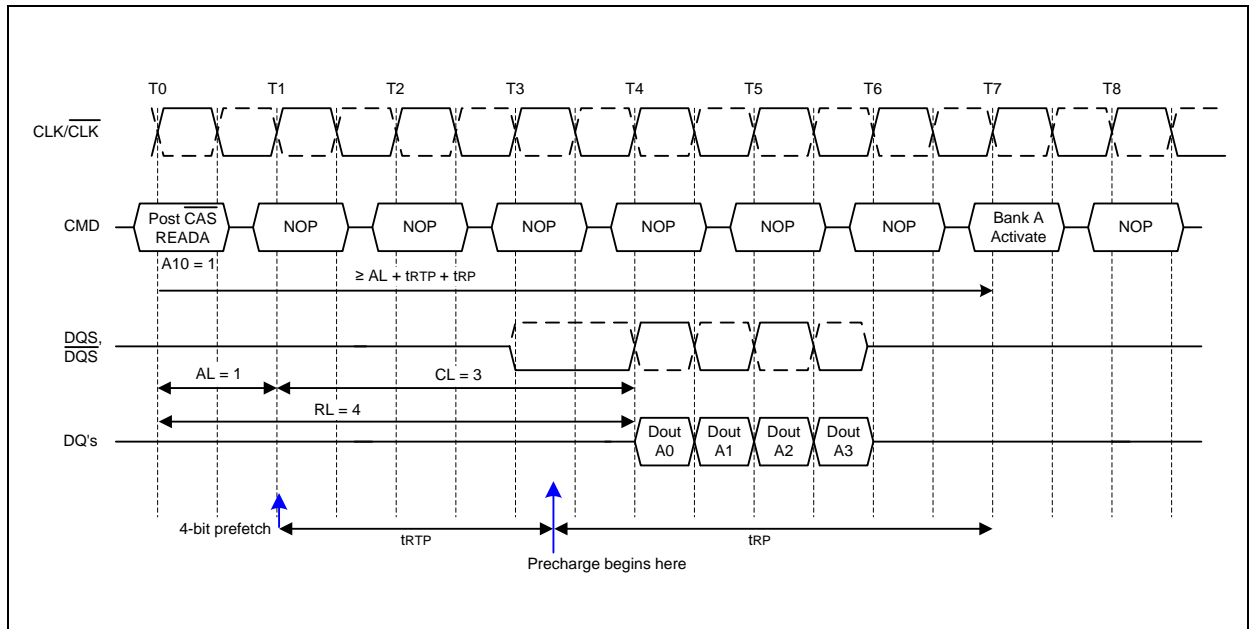 T0 T1 T2 T3 T4 T5 T6 T7 T8
CLK/CLK
CMD
Post CAS
READA
NOP NOP NOP NOP NOP NOP
Bank A
Activate
NOP
A10 = 1
≥ AL + tRTP + tRP
DQS,
DQS
AL = 1
CL = 3
RL = 4
DQ's
Dout
A0
Dout
A1
Dout
A2
Dout
A3
4-bit prefetch
tRTP
tRP
Precharge begins here